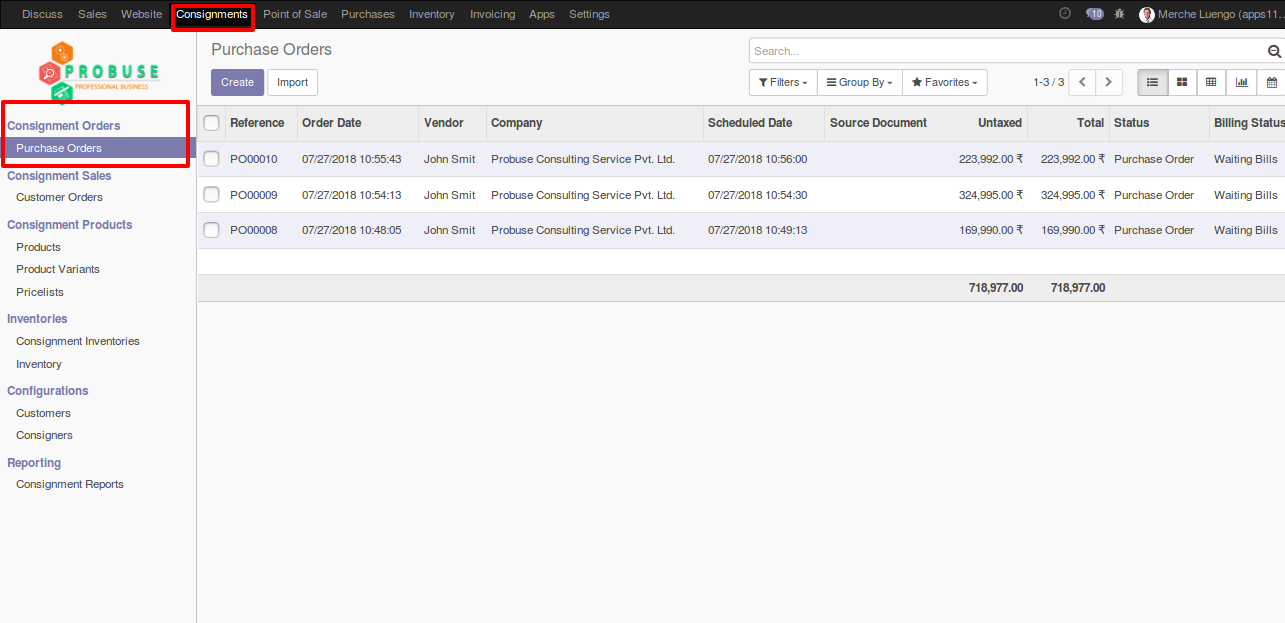 Discuss Sales Website Consignments Point of Sale Purchases Inventory Invoicing Apps Settings 10 Merche Luengo (apps11...
PROBUSE
PROFESSIONAL BUSINESS
Consignment Orders
Purchase Orders
Consignment Sales
Customer Orders
Consignment Products
Products
Product Variants
Pricelists
Inventories
Consignment Inventories
Inventory
Configurations
Customers
Consigners
Reporting
Consignment Reports
Purchase Orders
Search...
Create Import Filters Group By Favorites 1-3 / 3
Reference Order Date Vendor Company Scheduled Date Source Document Untaxed Total Status Billing Status
PO00010 07/27/2018 10:55:43 John Smit Probuse Consulting Service Pvt. Ltd. 07/27/2018 10:56:00 223,992.00 ₹ 223,992.00 ₹ Purchase Order Waiting Bills
PO00009 07/27/2018 10:54:13 John Smit Probuse Consulting Service Pvt. Ltd. 07/27/2018 10:54:30 324,995.00 ₹ 324,995.00 ₹ Purchase Order Waiting Bills
PO00008 07/27/2018 10:48:05 John Smit Probuse Consulting Service Pvt. Ltd. 07/27/2018 10:49:13 169,990.00 ₹ 169,990.00 ₹ Purchase Order Waiting Bills
718,977.00 718,977.00